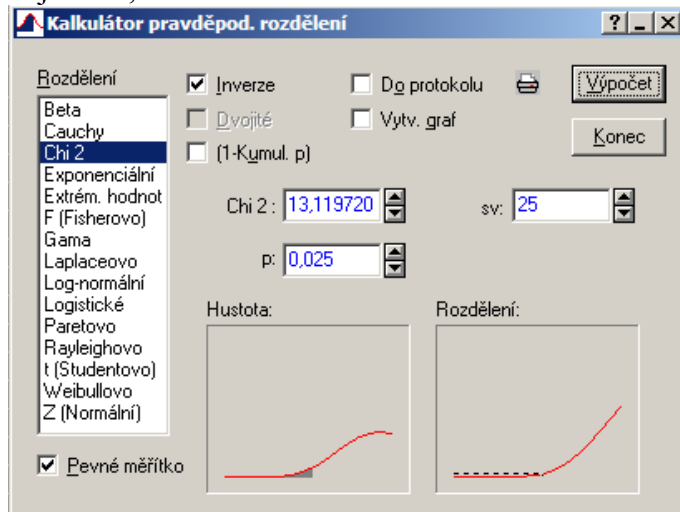 Kalkulátor pravděpod. rozdělení
Rozdělení
Beta
Cauchy
Chi 2
Exponenciální
Extrém. hodnot
F (Fisherovo)
Gama
Laplaceovo
Log-normální
Logistické
Paretovo
Rayleighovo
t (Studentovo)
Weibullovo
Z (Normální)
Pevné měřítko
Inverze
Dvojité
(1-Kumul. p)
Do protokolu
Vytv. graf
Výpočet
Konec
Chi 2 : 13,119720
sv: 25
p: 0,025
Hustota:
Rozdělení: